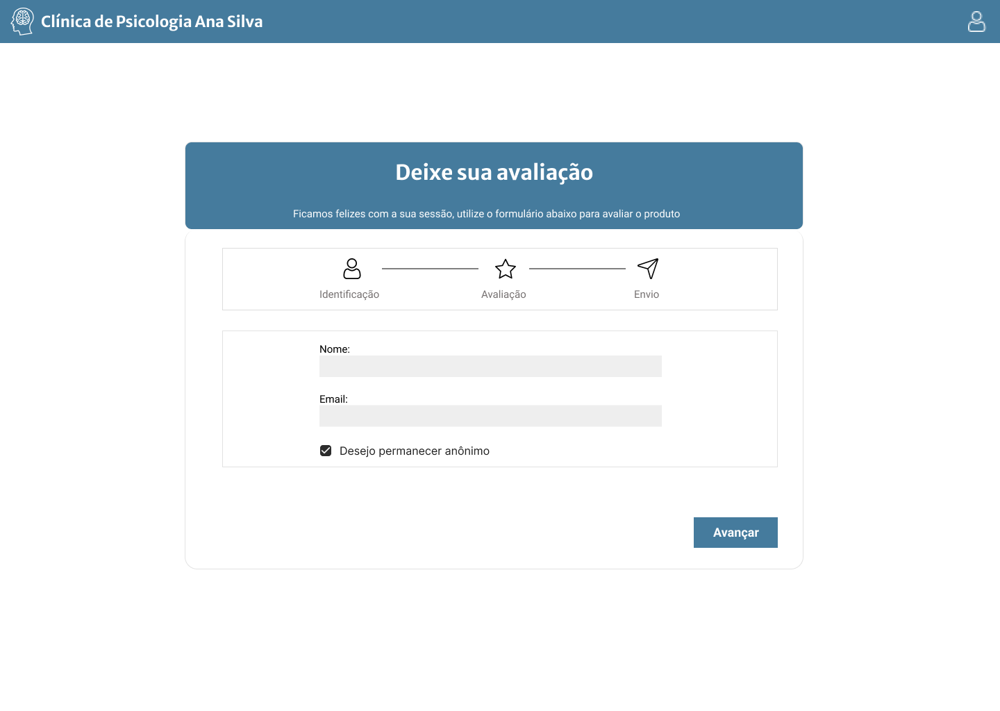 Clínica de Psicologia Ana Silva
Deixe sua avaliação
Ficamos felizes com a sua sessão, utilize o formulário abaixo para avaliar o produto
Identificação
Avaliação
Envio
Nome:
Email:
Desejo permanecer anônimo
Avançar